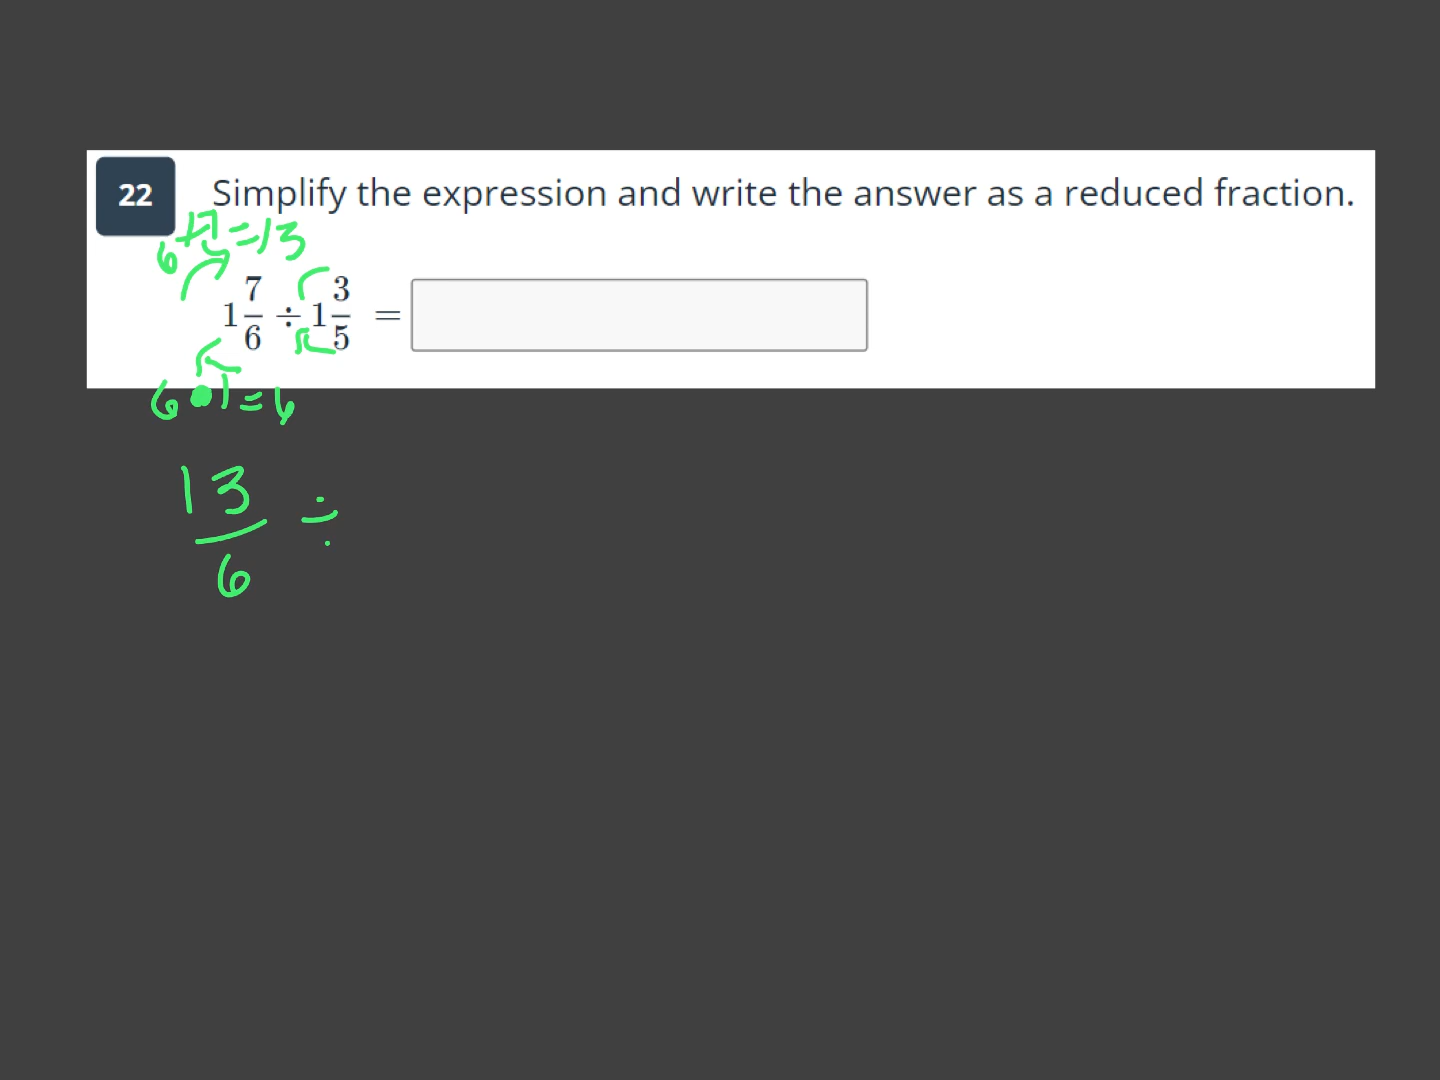 22 Simplify the expression and write the answer as a reduced fraction.
6+7=13
1 7/6 ÷ 1 3/5 =
6•1=6
13/6 ÷